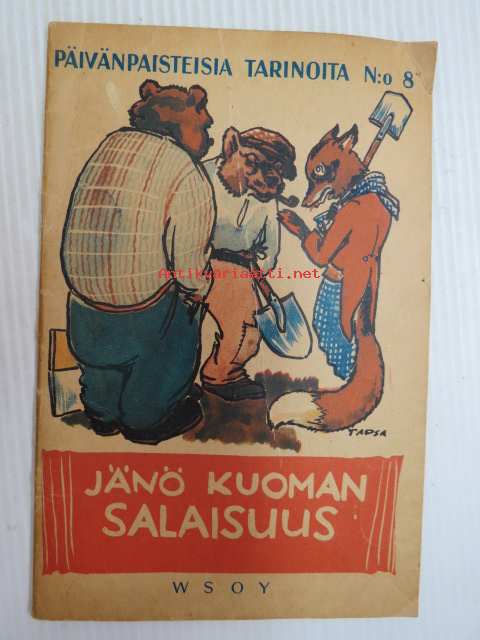 PÄIVÄNPAISTEISIA TARINOITA N:o 8
Antikvariaatti.net
TAPSA
JÄNÖ KUOMAN
SALAISUUS
WSOY